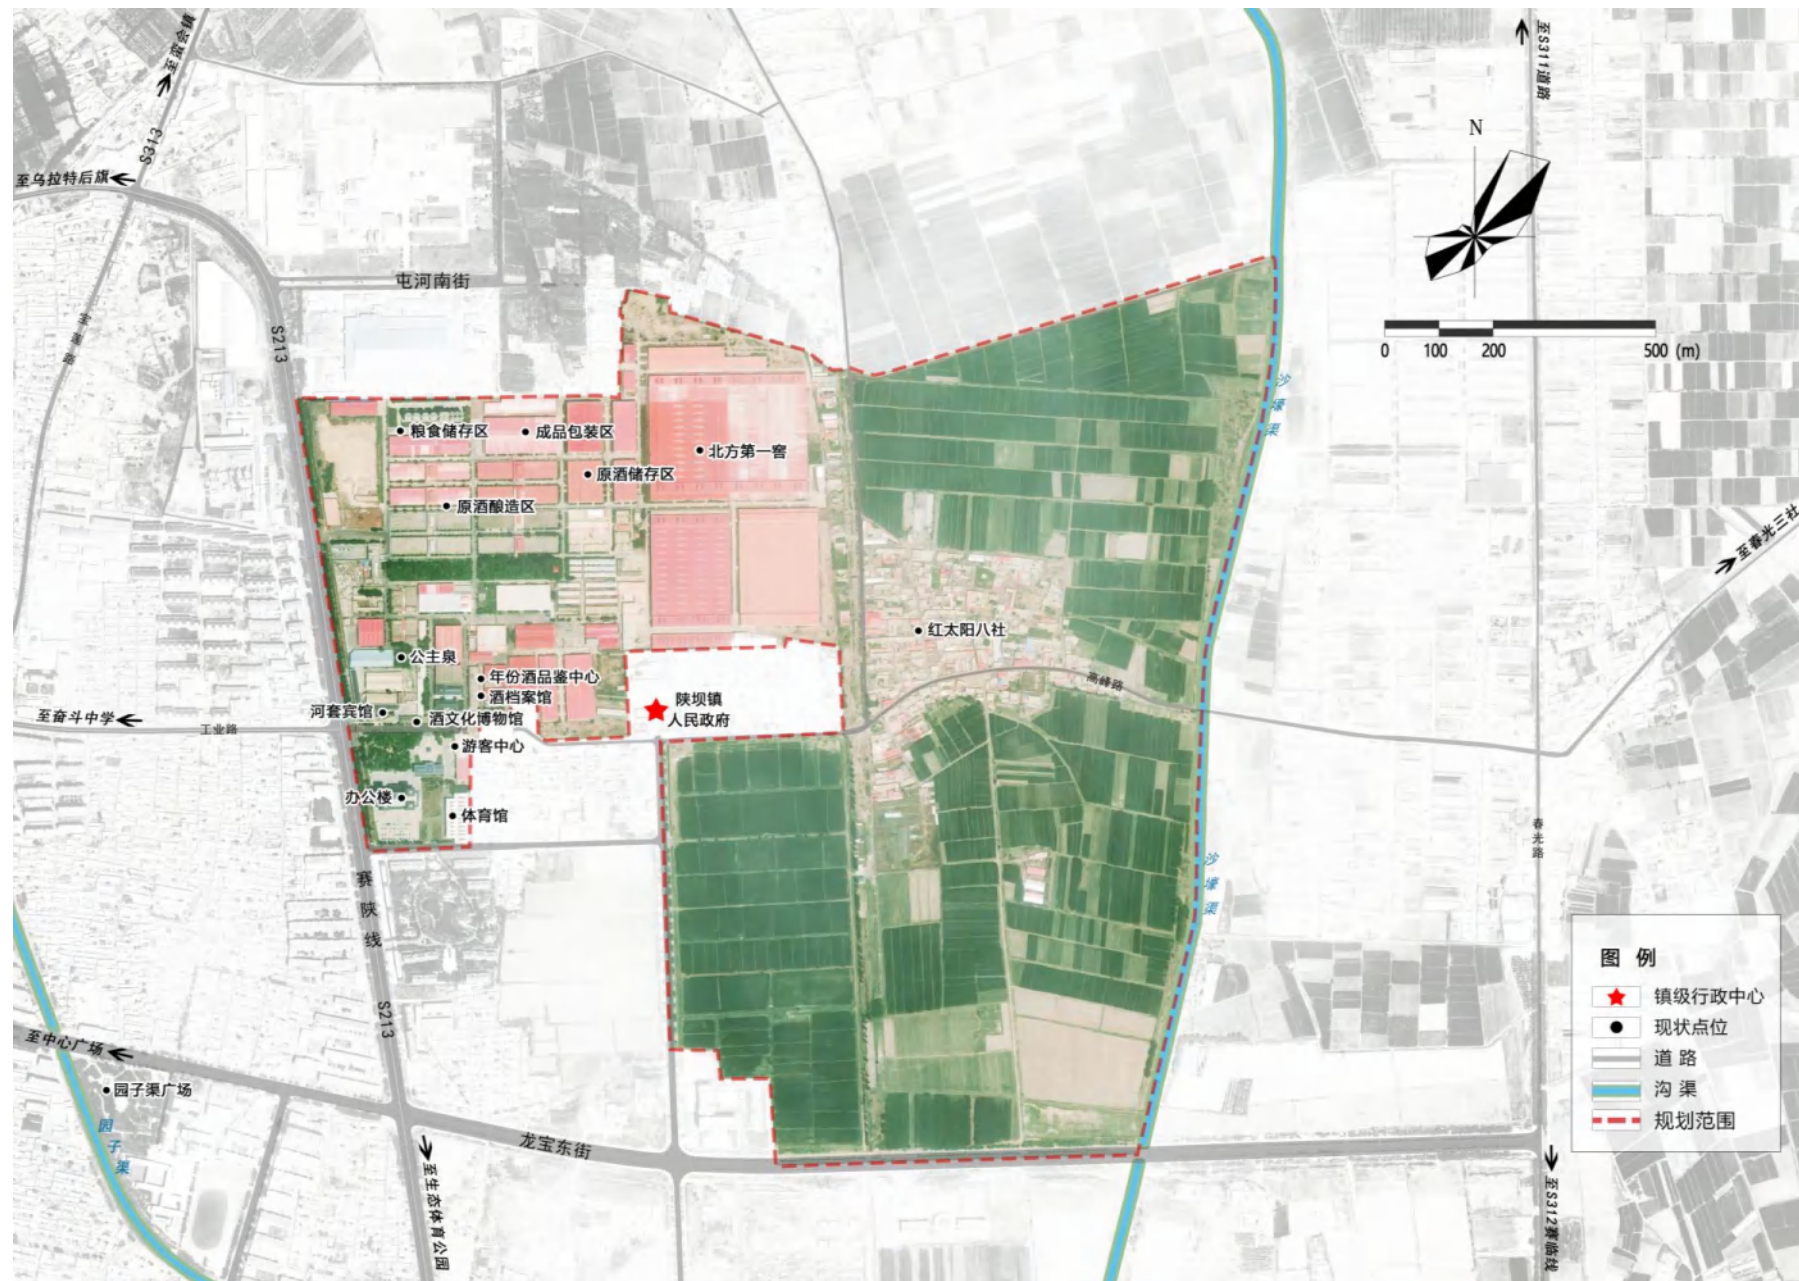 至蛮会镇
至S311道路
N
S313
至乌拉特后旗
屯河南街
S213
0 100 200 500 (m)
沙壕渠
粮食储存区
成品包装区
北方第一窖
原酒储存区
原酒酿造区
至春光三社
红太阳八社
公主泉
年份酒品鉴中心
酒档案馆
高峰路
陕坝镇
人民政府
河套宾馆
酒文化博物馆
至奋斗中学
工业路
游客中心
办公楼
体育馆
春光路
沙壕渠
赛陕线
图 例
镇级行政中心
现状点位
道 路
沟 渠
规划范围
S213
至中心广场
园子渠广场
园子渠
龙宝东街
至生态体育公园
至S312赛临线